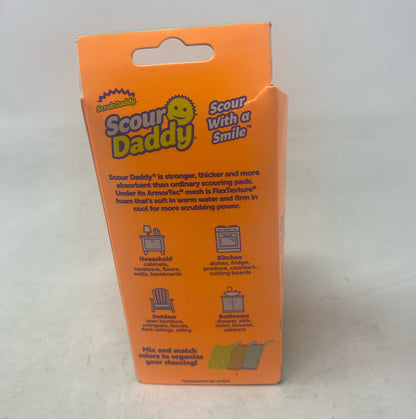 Scrub Daddy
Scour
Daddy
Scour
With a
Smile™
Scour Daddy® is stronger, thicker and more
absorbent than ordinary scouring pads.
Under its ArmorTec® mesh is FlexTexture®
foam that's soft in warm water and firm in
cool for more scrubbing power.
Household
cabinets,
hardware, floors,
walls, baseboards
Kitchen
dishes, fridge,
produce, counters,
cutting boards
Outdoor
lawn furniture,
swingsets, fences,
deck railings, siding
Bathroom
shower, sink,
toilet, fixtures,
cabinets
Mix and match
colors to organize
your cleaning!